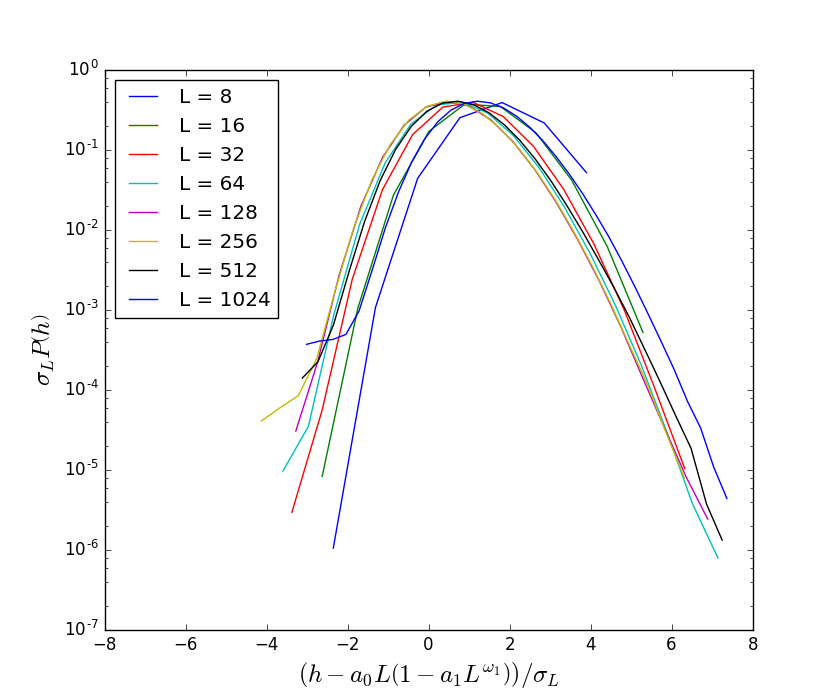 10^0
10^-1
10^-2
10^-3
10^-4
10^-5
10^-6
10^-7
σ_L P(h)
L = 8
L = 16
L = 32
L = 64
L = 128
L = 256
L = 512
L = 1024
−8 −6 −4 −2 0 2 4 6 8
(h − a_0 L(1 − a_1 L^ω_1))/σ_L